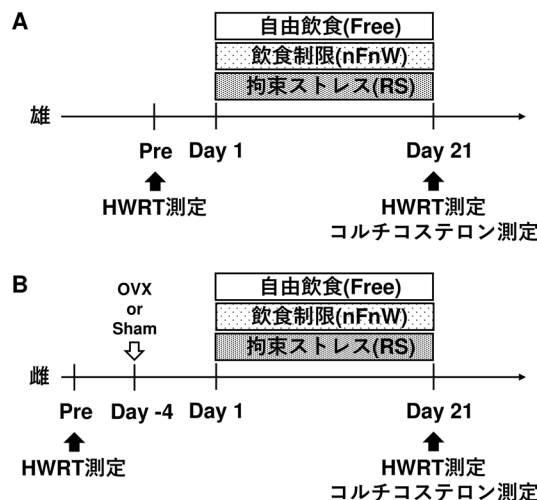 A
自由飲食(Free)
飲食制限(nFnW)
拘束ストレス(RS)
雄
Pre Day 1 Day 21
HWRT測定 HWRT測定
コルチコステロン測定
B
OVX
or
Sham
自由飲食(Free)
飲食制限(nFnW)
拘束ストレス(RS)
雌
Pre Day -4 Day 1 Day 21
HWRT測定 HWRT測定
コルチコステロン測定